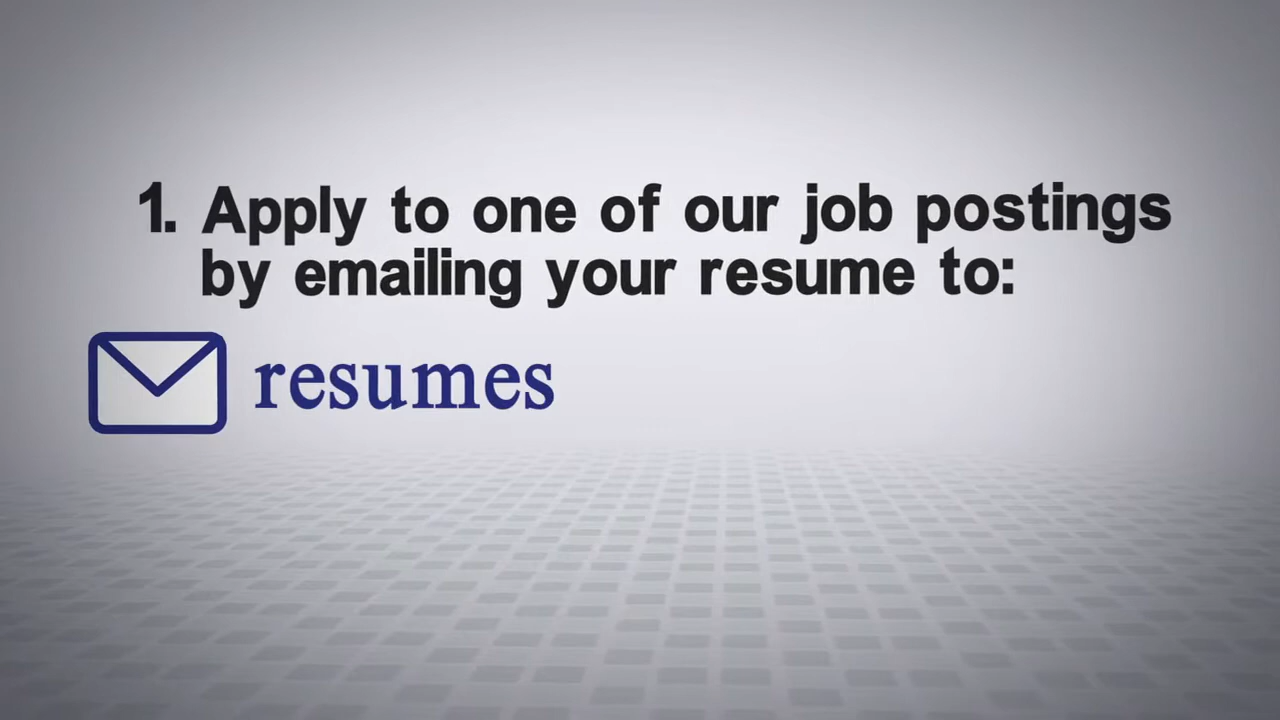 1. Apply to one of our job postings
by emailing your resume to:
resumes